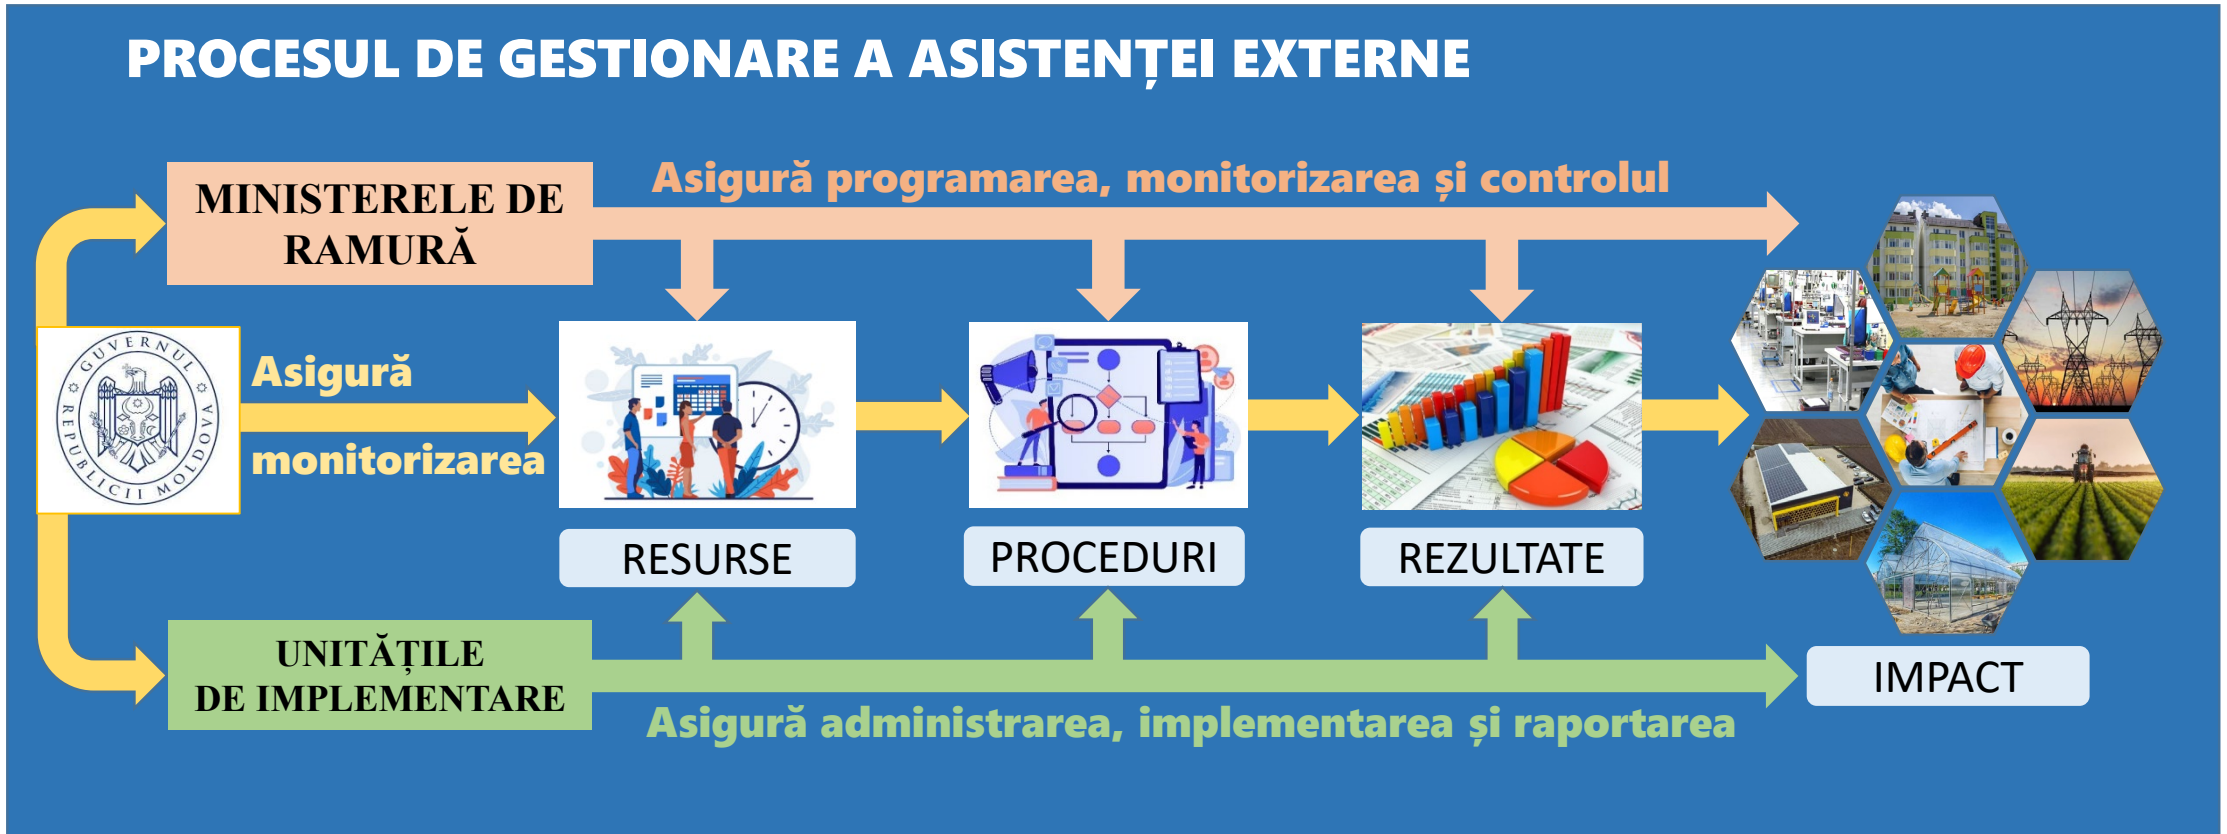 PROCESUL DE GESTIONARE A ASISTENȚEI EXTERNE
MINISTERELE DE
RAMURĂ
Asigură programarea, monitorizarea și controlul
GUVERNUL
REPUBLICII MOLDOVA
Asigură
monitorizarea
RESURSE
PROCEDURI
REZULTATE
UNITĂȚILE
DE IMPLEMENTARE
Asigură administrarea, implementarea și raportarea
IMPACT